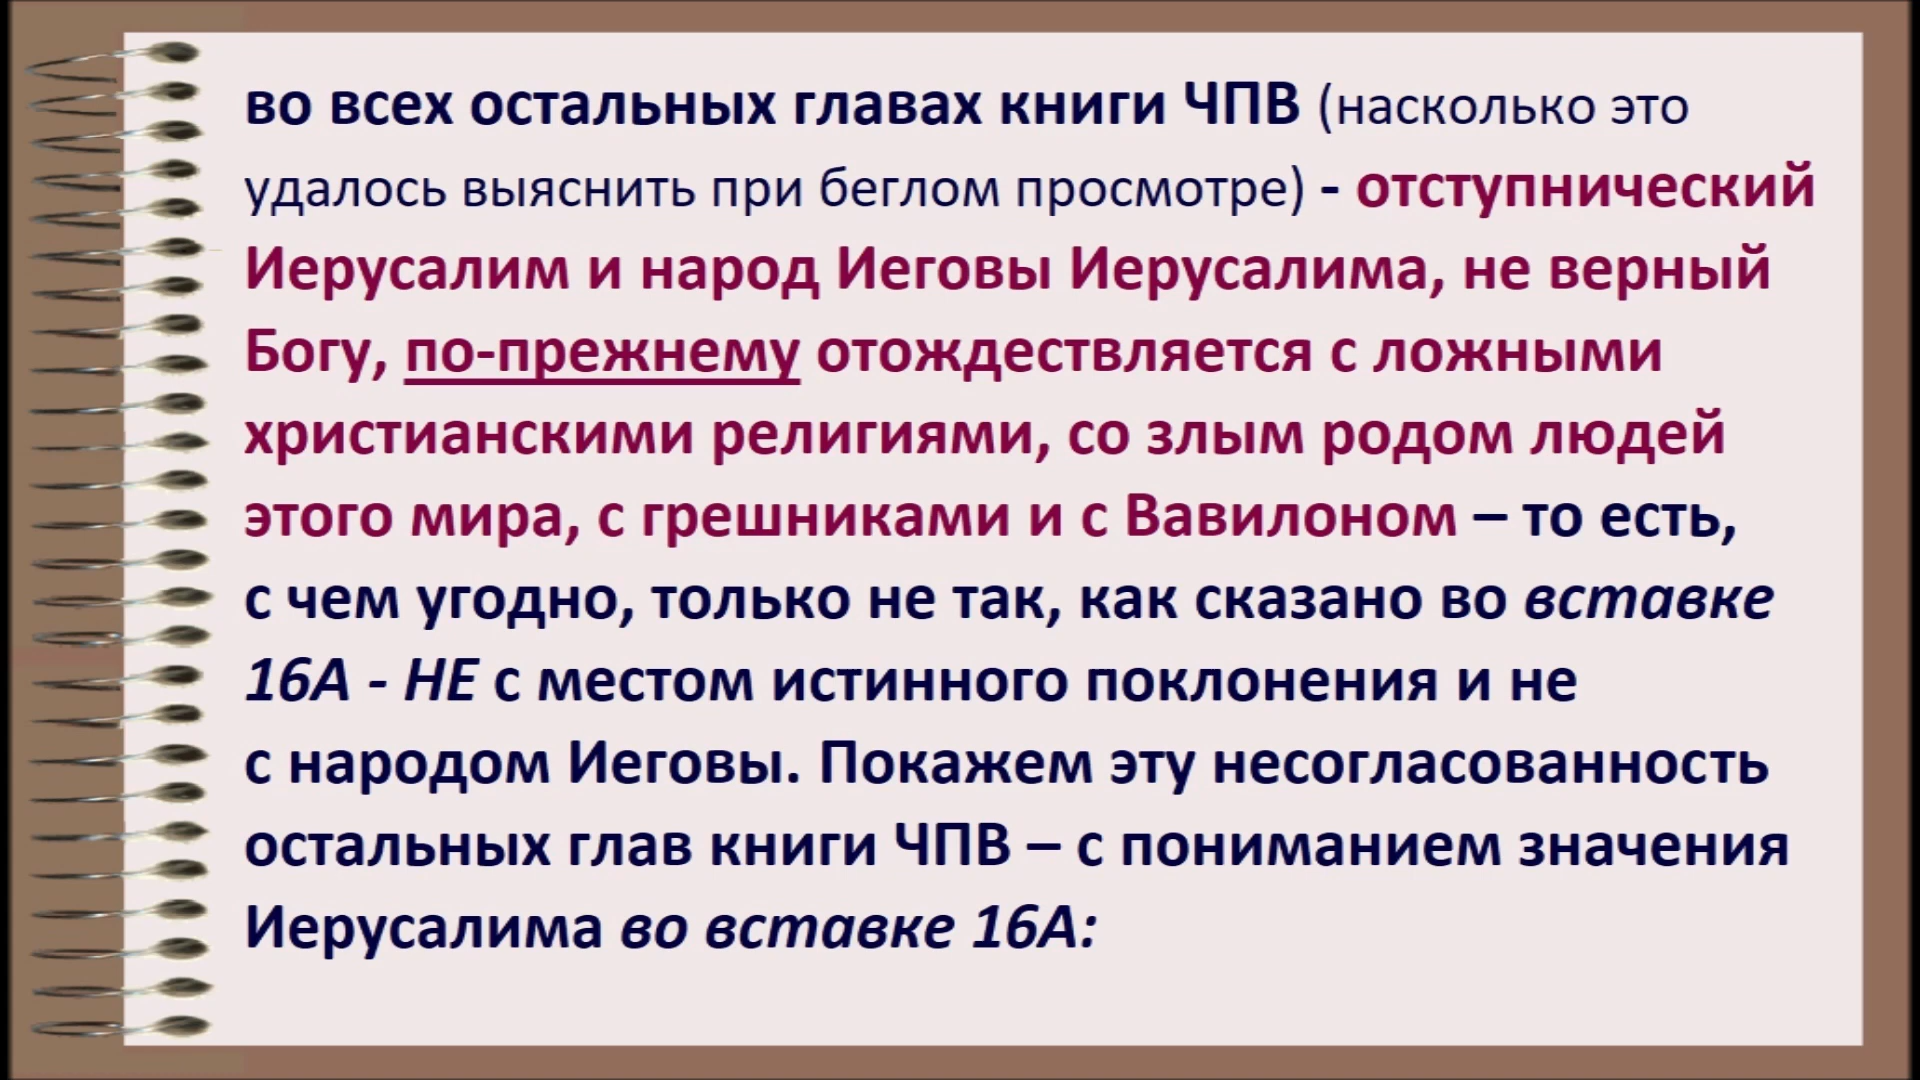 во всех остальных главах книги ЧПВ (насколько это
удалось выяснить при беглом просмотре) - отступнический
Иерусалим и народ Иеговы Иерусалима, не верный
Богу, по-прежнему отождествляется с ложными
христианскими религиями, со злым родом людей
этого мира, с грешниками и с Вавилоном – то есть,
с чем угодно, только не так, как сказано во вставке
16А - НЕ с местом истинного поклонения и не
с народом Иеговы. Покажем эту несогласованность
остальных глав книги ЧПВ – с пониманием значения
Иерусалима во вставке 16А: